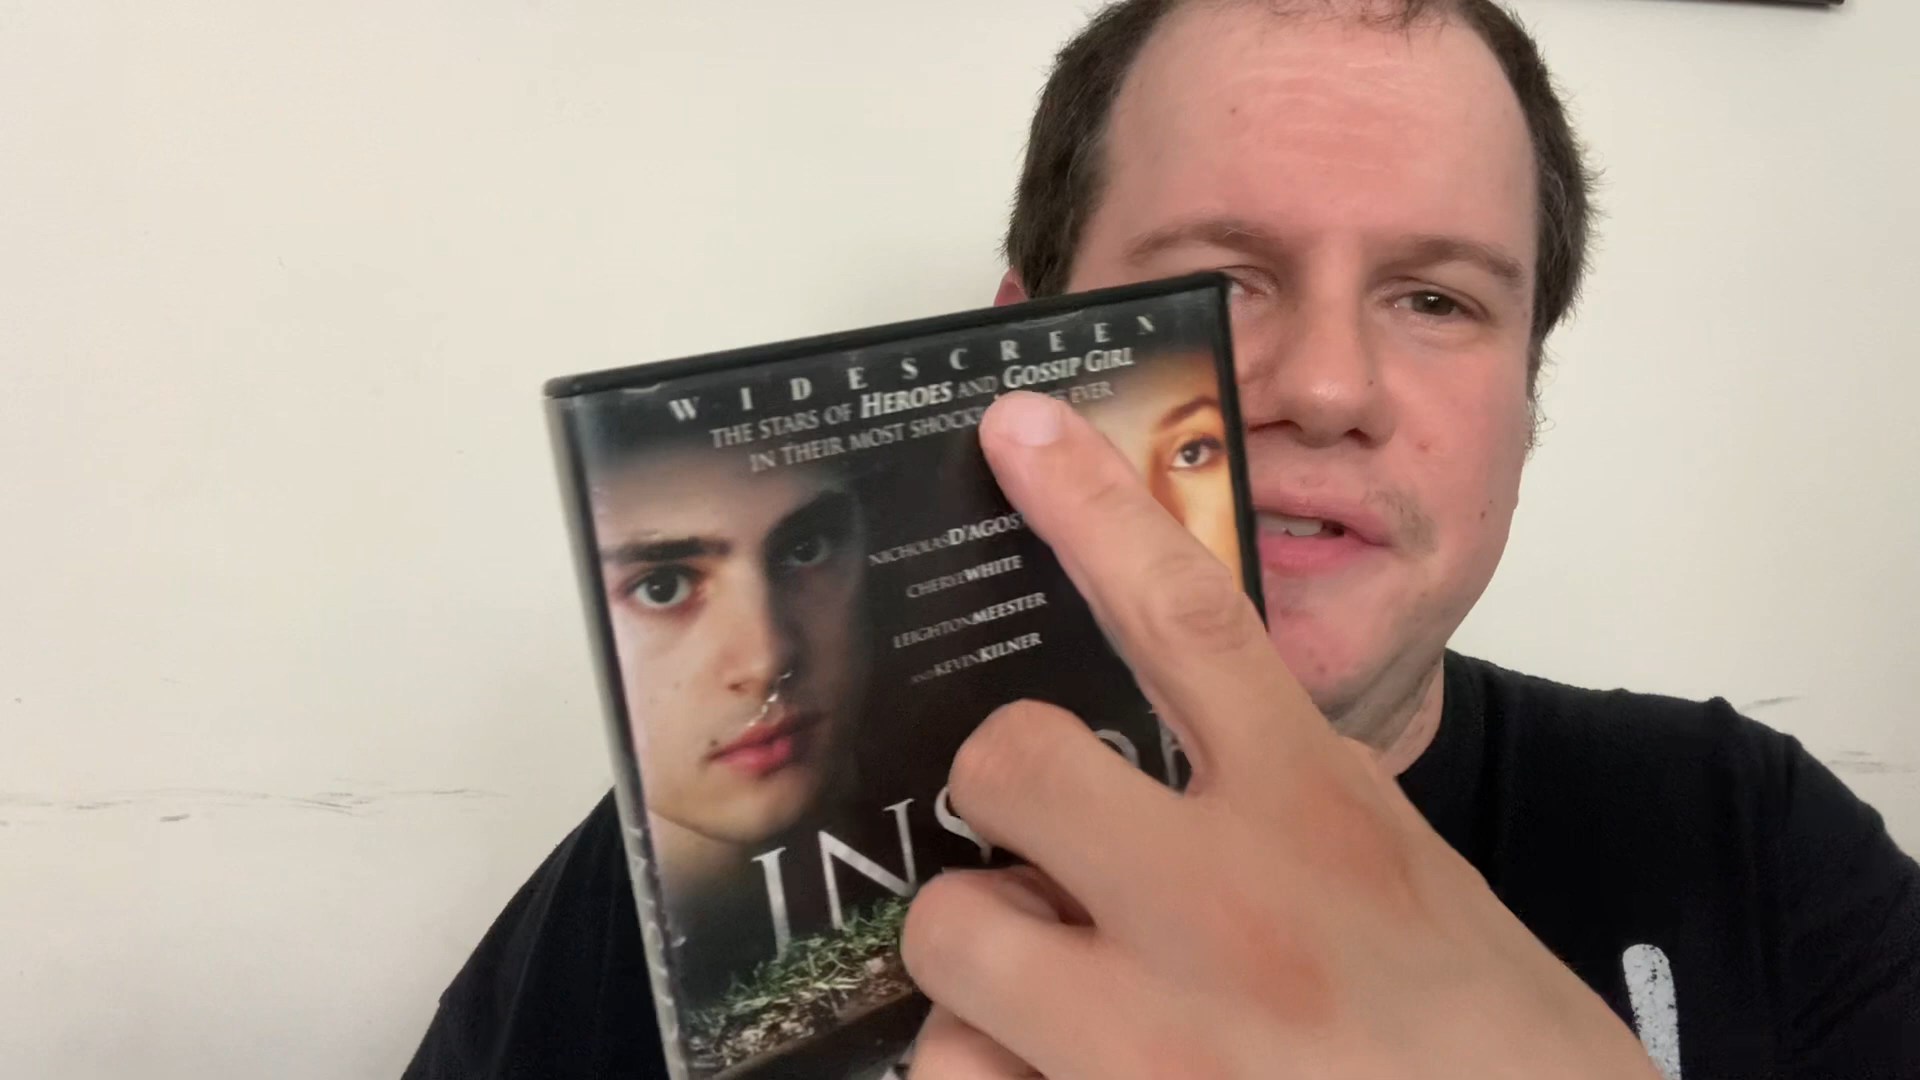 WIDESCREEN
THE STARS OF HEROES AND GOSSIP GIRL
IN THEIR MOST SHOCK EVER
NICHOLAS D'AGOS
CHERYL WHITE
LEIGHTON MEESTER
AND KEVIN KILNER
INS